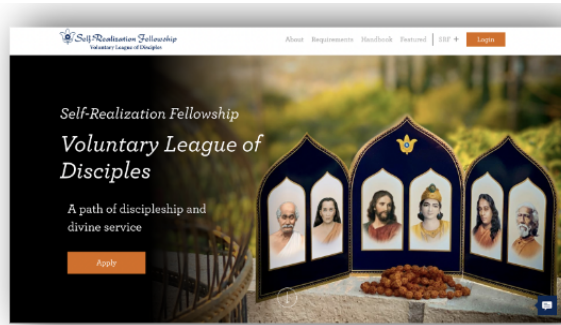 Self-Realization Fellowship
Voluntary League of Disciples
About Requirements Handbook Featured SRF + Login
Self-Realization Fellowship
Voluntary League of
Disciples
A path of discipleship and
divine service
Apply